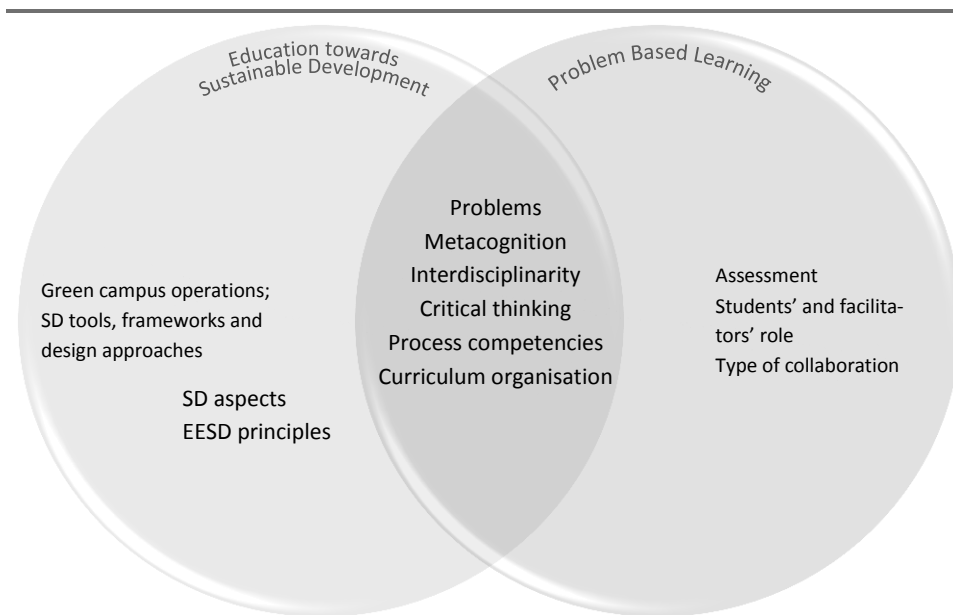 Education towards
Sustainable Development
Problem Based Learning
Problems
Metacognition
Interdisciplinarity
Critical thinking
Process competencies
Curriculum organisation
Green campus operations;
SD tools, frameworks and
design approaches
SD aspects
EESD principles
Assessment
Students’ and facilita-
tors’ role
Type of collaboration